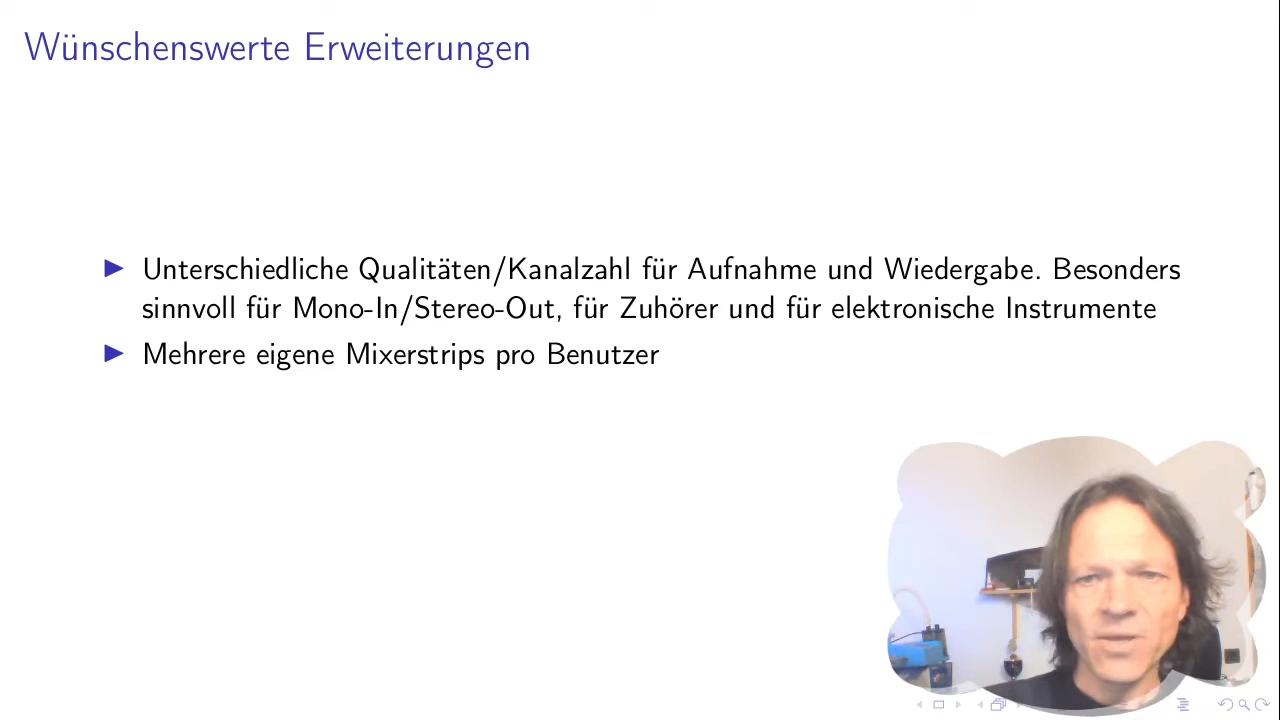 Wünschenswerte Erweiterungen
Unterschiedliche Qualitäten/Kanalzahl für Aufnahme und Wiedergabe. Besonders
sinnvoll für Mono-In/Stereo-Out, für Zuhörer und für elektronische Instrumente
Mehrere eigene Mixerstrips pro Benutzer